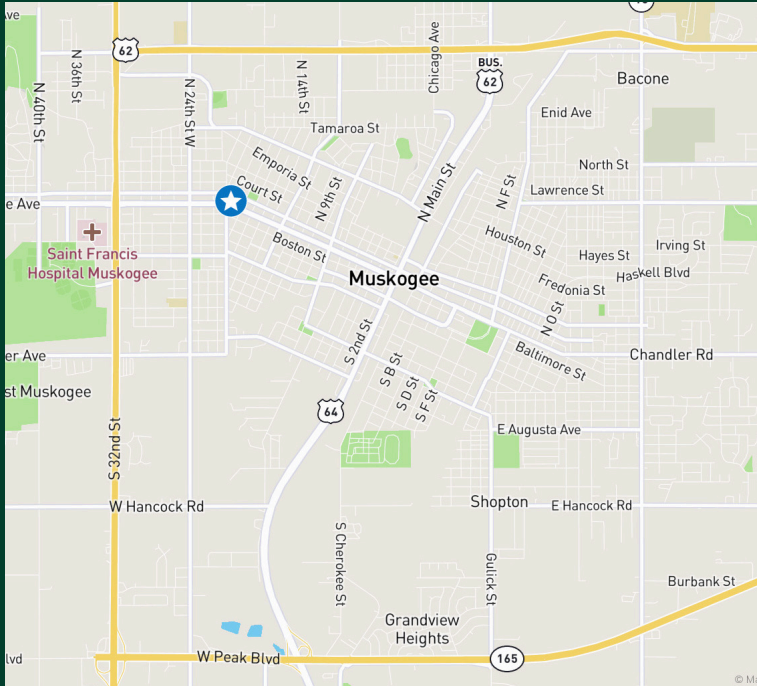 ve
62
N 36th St
N 40th St
N 24th St W
N 14th St
Chicago Ave
BUS.
62
Bacone
Enid Ave
Tamaroa St
Emporia St
Court St
N 9th St
N Main St
N F St
North St
Lawrence St
e Ave
Saint Francis
Hospital Muskogee
Boston St
Muskogee
Houston St
Hayes St
Irving St
Haskell Blvd
Fredonia St
N O St
er Ave
st Muskogee
S 2nd St
S B St
S D St
S F St
Baltimore St
Chandler Rd
64
S 32nd St
E Augusta Ave
W Hancock Rd
Shopton
E Hancock Rd
S Cherokee St
Gulick St
Burbank St
Grandview
Heights
lvd
W Peak Blvd
165
© Ma